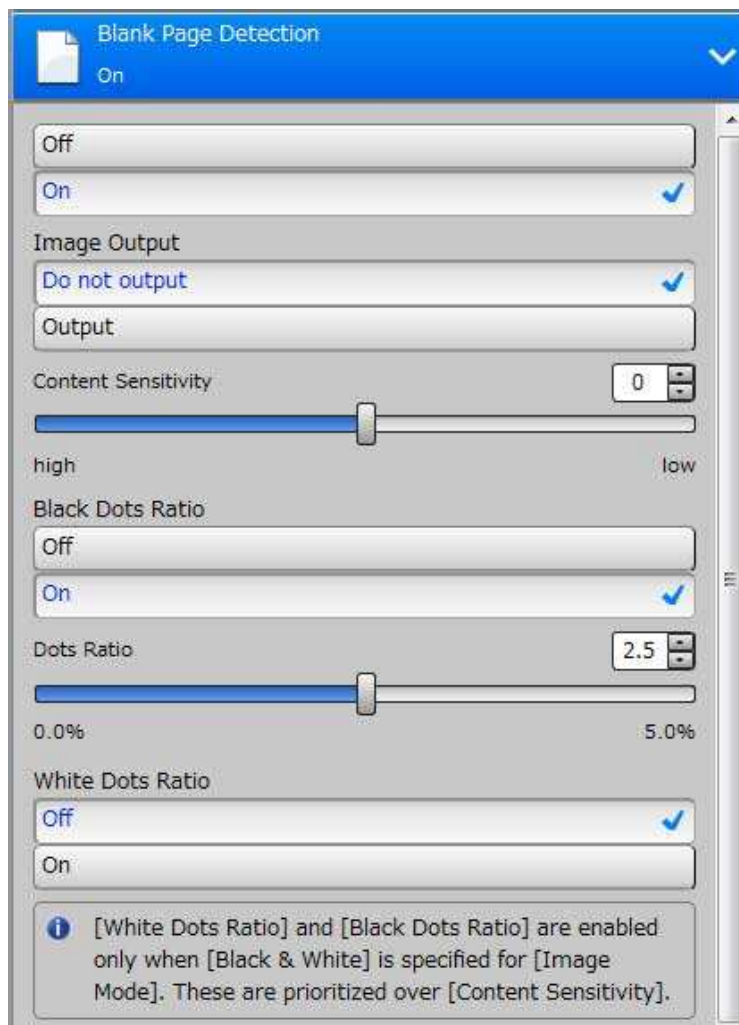 Blank Page Detection
On
Off
On
Image Output
Do not output
Output
Content Sensitivity
0
high
low
Black Dots Ratio
Off
On
Dots Ratio
2.5
0.0%
5.0%
White Dots Ratio
Off
On
[White Dots Ratio] and [Black Dots Ratio] are enabled
only when [Black & White] is specified for [Image
Mode]. These are prioritized over [Content Sensitivity].